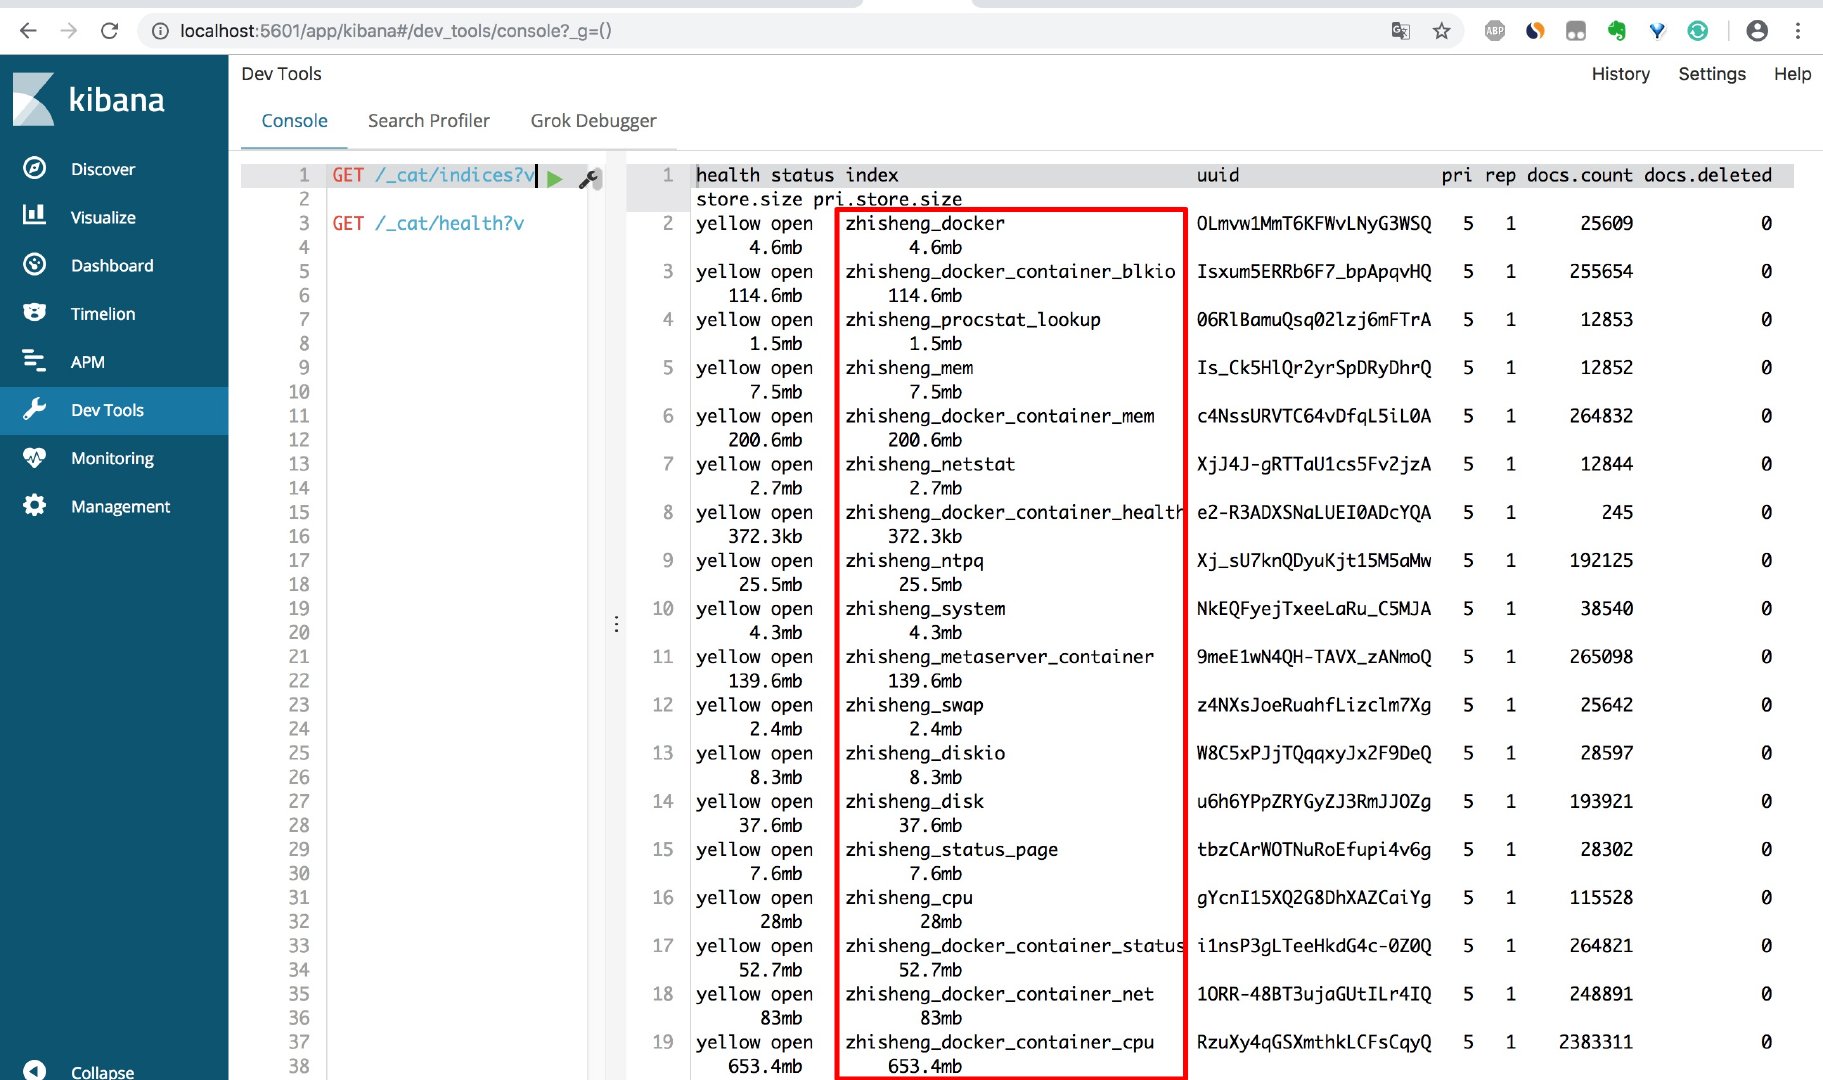 localhost:5601/app/kibana#/dev_tools/console?_g=()
ABP
kibana
Discover
Visualize
Dashboard
Timelion
APM
Dev Tools
Monitoring
Management
Collapse
Dev Tools
History Settings Help
Console Search Profiler Grok Debugger
1 GET /_cat/indices?v
2
3 GET /_cat/health?v
4
5
6
7
8
9
10
11
12
13
14
15
16
17
18
19
20
21
22
23
24
25
26
27
28
29
30
31
32
33
34
35
36
37
38
1 health status index uuid pri rep docs.count docs.deleted
store.size pri.store.size
2 yellow open zhisheng_docker OLmvw1MmT6KFWvLNyG3WSQ 5 1 25609 0
4.6mb 4.6mb
3 yellow open zhisheng_docker_container_blkio Isxum5ERRb6F7_bpApqvHQ 5 1 255654 0
114.6mb 114.6mb
4 yellow open zhisheng_procstat_lookup 06RlBamuQsq02lzj6mFTrA 5 1 12853 0
1.5mb 1.5mb
5 yellow open zhisheng_mem Is_Ck5HlQr2yrSpDRyDhrQ 5 1 12852 0
7.5mb 7.5mb
6 yellow open zhisheng_docker_container_mem c4NssURVTC64vDfqL5iL0A 5 1 264832 0
200.6mb 200.6mb
7 yellow open zhisheng_netstat XjJ4J-gRTTaU1cs5Fv2jzA 5 1 12844 0
2.7mb 2.7mb
8 yellow open zhisheng_docker_container_health e2-R3ADXSNaLUEI0ADcYQA 5 1 245 0
372.3kb 372.3kb
9 yellow open zhisheng_ntpq Xj_sU7knQDyuKjt15M5aMw 5 1 192125 0
25.5mb 25.5mb
10 yellow open zhisheng_system NkEQFyejTxeeLaRu_C5MJA 5 1 38540 0
4.3mb 4.3mb
11 yellow open zhisheng_metaserver_container 9meE1wN4QH-TAVX_zANmoQ 5 1 265098 0
139.6mb 139.6mb
12 yellow open zhisheng_swap z4NXsJoeRuahfLizclm7Xg 5 1 25642 0
2.4mb 2.4mb
13 yellow open zhisheng_diskio W8C5xPJjTQqqxyJx2F9DeQ 5 1 28597 0
8.3mb 8.3mb
14 yellow open zhisheng_disk u6h6YPpZRYGyZJ3RmJJOZg 5 1 193921 0
37.6mb 37.6mb
15 yellow open zhisheng_status_page tbzCArWOTNuRoEfupi4v6g 5 1 28302 0
7.6mb 7.6mb
16 yellow open zhisheng_cpu gYcnI15XQ2G8DhXAZCaiYg 5 1 115528 0
28mb 28mb
17 yellow open zhisheng_docker_container_status i1nsP3gLTeeHkdG4c-0Z0Q 5 1 264821 0
52.7mb 52.7mb
18 yellow open zhisheng_docker_container_net 1ORR-48BT3ujaGUtILr4IQ 5 1 248891 0
83mb 83mb
19 yellow open zhisheng_docker_container_cpu RzuXy4qGSXmthkLCFsCqyQ 5 1 2383311 0
653.4mb 653.4mb